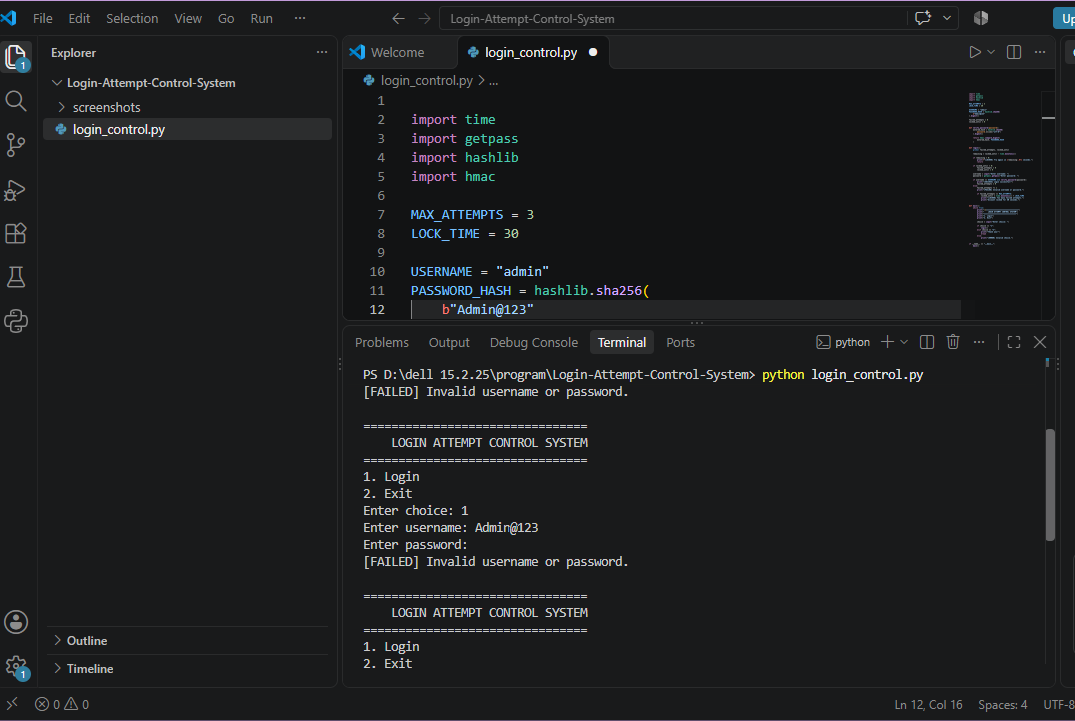 File Edit Selection View Go Run ···
Login-Attempt-Control-System
Up
Explorer
Login-Attempt-Control-System
screenshots
login_control.py
1
1
Welcome
login_control.py
login_control.py > ...
1
2 import time
3 import getpass
4 import hashlib
5 import hmac
6
7 MAX_ATTEMPTS = 3
8 LOCK_TIME = 30
9
10 USERNAME = "admin"
11 PASSWORD_HASH = hashlib.sha256(
12 b"Admin@123"
Problems Output Debug Console Terminal Ports
python
PS D:\dell 15.2.25\program\Login-Attempt-Control-System> python login_control.py
[FAILED] Invalid username or password.
================================
LOGIN ATTEMPT CONTROL SYSTEM
================================
1. Login
2. Exit
Enter choice: 1
Enter username: Admin@123
Enter password:
[FAILED] Invalid username or password.
================================
LOGIN ATTEMPT CONTROL SYSTEM
================================
1. Login
2. Exit
Outline
Timeline
0 0
Ln 12, Col 16 Spaces: 4 UTF-8